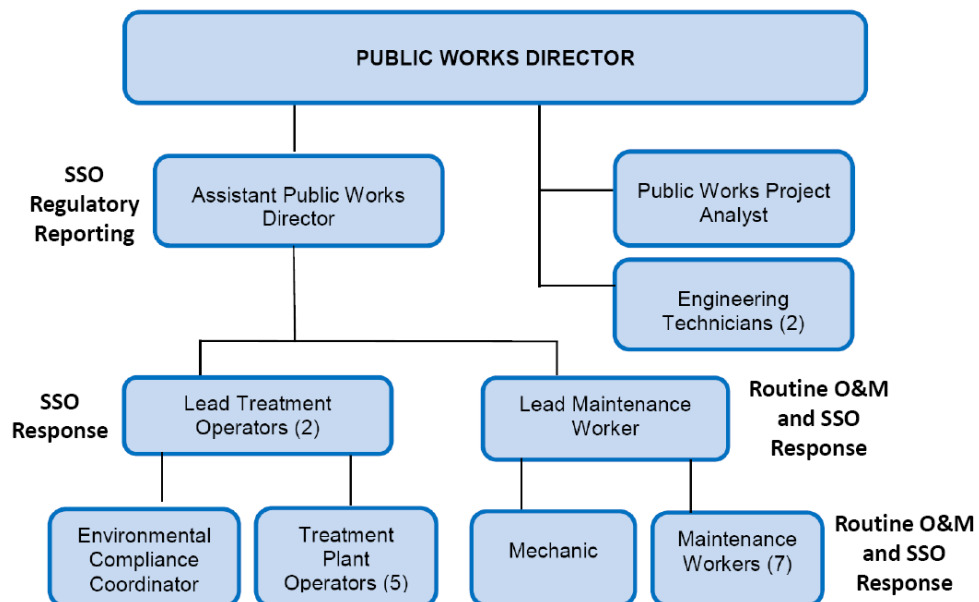 PUBLIC WORKS DIRECTOR
SSO
Regulatory
Reporting
Assistant Public Works
Director
Public Works Project
Analyst
Engineering
Technicians (2)
SSO
Response
Lead Treatment
Operators (2)
Lead Maintenance
Worker
Routine O&M
and SSO
Response
Environmental
Compliance
Coordinator
Treatment
Plant
Operators (5)
Mechanic
Maintenance
Workers (7)
Routine O&M
and SSO
Response